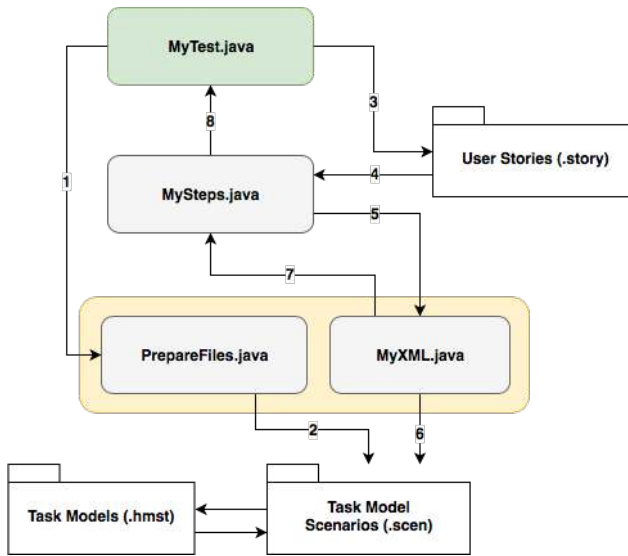 MyTest.java
3
8
User Stories (.story)
1
4
MySteps.java
5
7
PrepareFiles.java
MyXML.java
2
6
Task Models (.hmst)
Task Model
Scenarios (.scen)